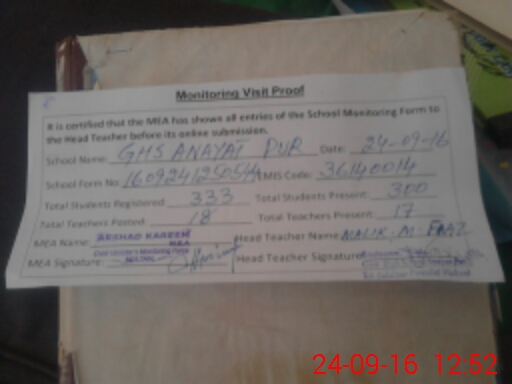 Monitoring Visit Proof
It is certified that the MEA has shown all entries of the School Monitoring Form to
the Head Teacher before its online submission.
School Name: GHS ANAYAT PUR Date: 24-09-16
School Form No: EMIS Code: 36140014
Total Students Registered 333 Total Students Present: 300
Total Teachers Posted: 18 Total Teachers Present: 17
MEA Name: ARSHAD KAREEM Head Teacher Name MALIK. M.
MEA
MEA Signature: Head Teacher Signature
24-09-16 12:52